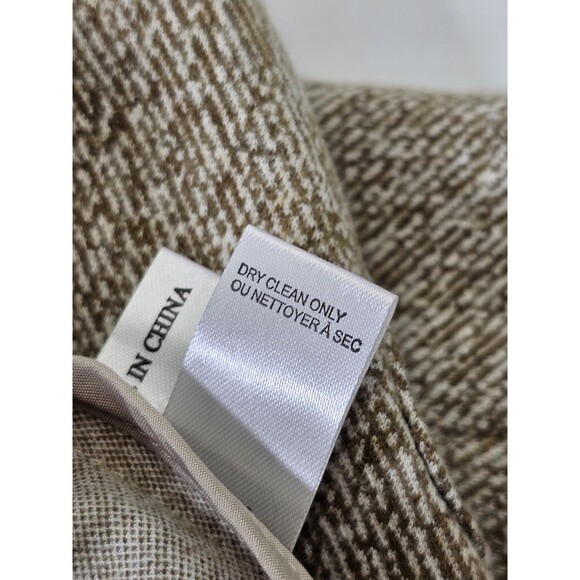 DRY CLEAN ONLY
OU NETTOYER À SEC
IN CHINA